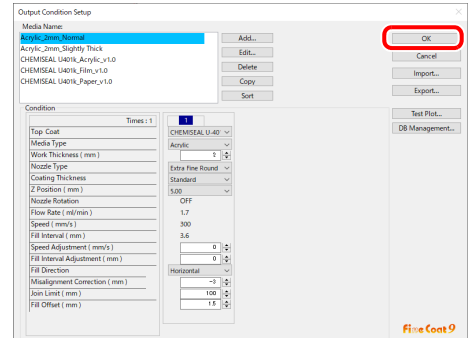 Output Condition Setup
Media Name:
Acrylic_2mm_Normal
Acrylic_2mm_Slightly Thick
CHEMISEAL U401k_Acrylic_v1.0
CHEMISEAL U401k_Film_v1.0
CHEMISEAL U401k_Paper_v1.0
Add...
Edit...
Delete
Copy
Sort
OK
Cancel
Import...
Export...
Test Plot...
DB Management...
Condition
Times : 1 1
Top Coat CHEMISEAL U-40
Media Type Acrylic
Work Thickness ( mm ) 2
Nozzle Type Extra Fine Round
Coating Thickness Standard
Z Position ( mm ) 5.00
Nozzle Rotation OFF
Flow Rate ( ml/min ) 1.7
Speed ( mm/s ) 300
Fill Interval ( mm ) 3.6
Speed Adjustment ( mm/s ) 0
Fill Interval Adjustment ( mm ) 0
Fill Direction Horizontal
Misalignment Correction ( mm ) -3
Join Limit ( mm ) 100
Fill Offset ( mm ) 1.5
Fine Coat 9